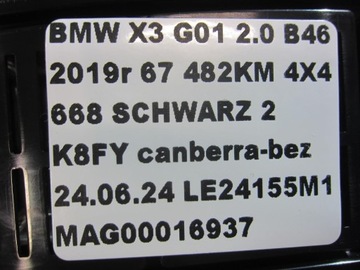 BMW X3 G01 2.0 B46
2019r 67 482KM 4X4
668 SCHWARZ 2
K8FY canberra-bez
24.06.24 LE24155M1
MAG00016937